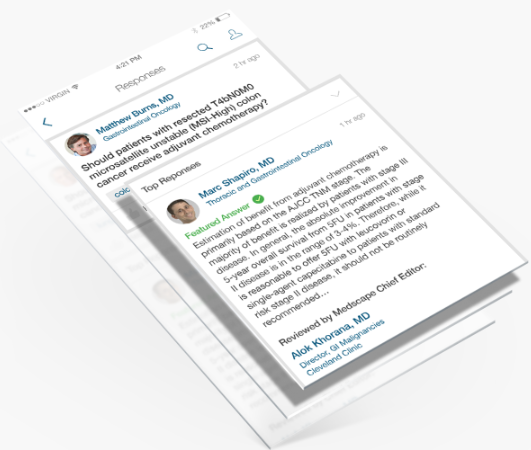 VIRGIN
4:21 PM
22%
Responses
2 hr ago
Matthew Burns, MD
Gastrointestinal Oncology
Should patients with resected T4bN0M0
microsatellite unstable (MSI-High) colon
cancer receive adjuvant chemotherapy?
Top Reponses
1 hr ago
Marc Shapiro, MD
Thoracic and Gastrointestinal Oncology
Featured Answer
Estimation of benefit from adjuvant chemotherapy is
primarily based on the AJCC TNM stage. The
majority of benefit is realized by patients with stage III
disease. In general, the absolute improvement in
5-year overall survival from 5FU in patients with stage
II disease is in the range of 3-4%. Therefore, while it
is reasonable to offer 5FU with leucovorin or
single-agent capecitabine to patients with standard
risk stage II disease, it should not be routinely
recommended...
Reviewed by Medscape Chief Editor:
Alok Khorana, MD
Director, GI Malignancies
Cleveland Clinic